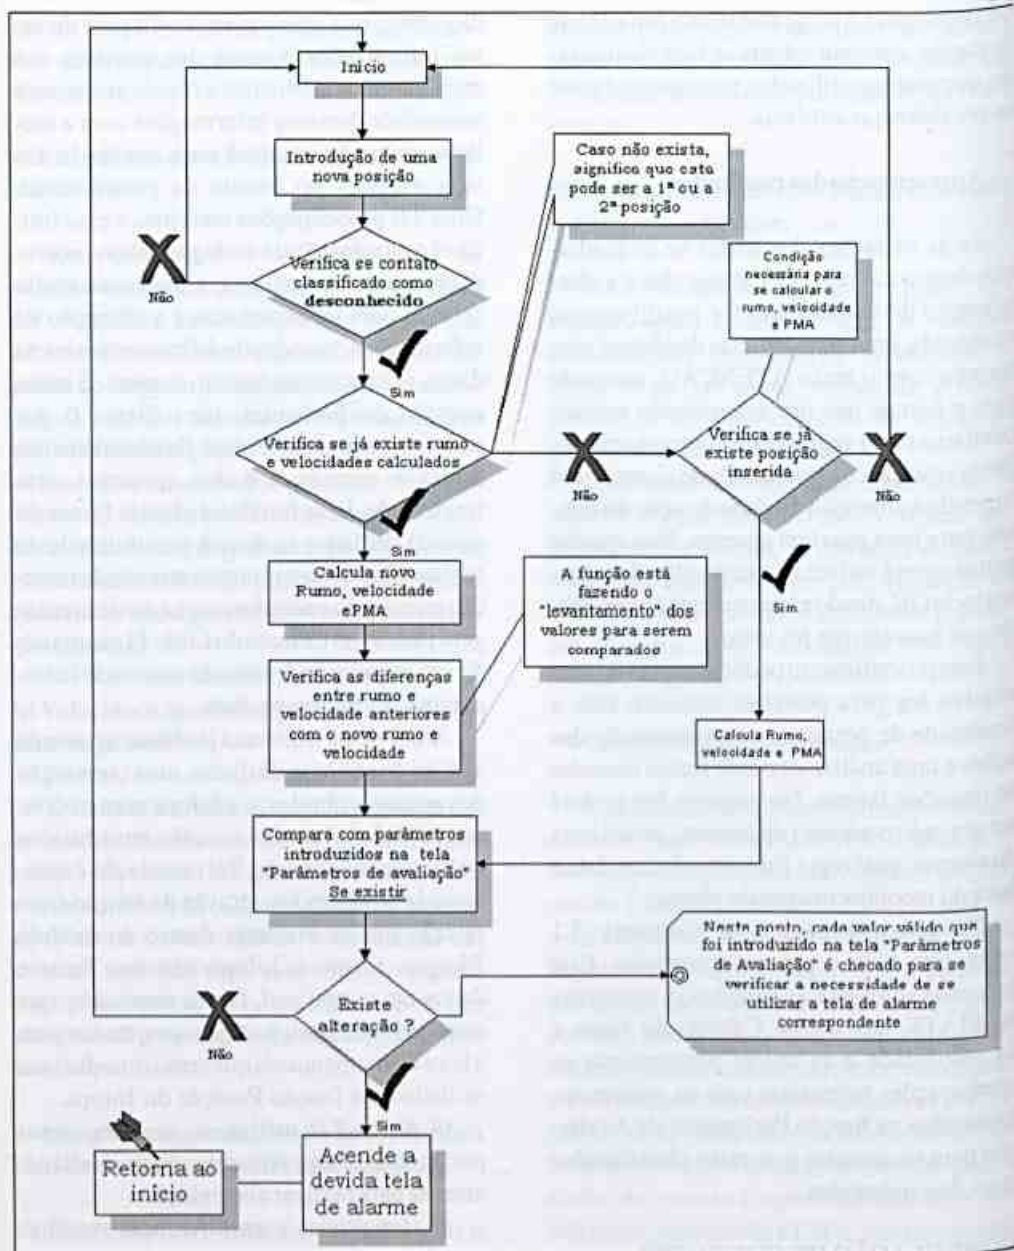 Início
Introdução de uma
nova posição
Caso não exista,
significa que esta
pode ser a 1ª ou a
2ª posição
Verifica se contato
classificado como
desconhecido
Não
Condição
necessária para
se calcular o
rumo, velocidade
e PMA
Sim
Verifica se já existe rumo
e velocidades calculados
Não
Verifica se já
existe posição
inserida
Não
Sim
Calcula novo
Rumo, velocidade
ePMA
A função está
fazendo o
"levantamento" dos
valores para serem
comparados
Sim
Verifica as diferenças
entre rumo e
velocidade anteriores
com o novo rumo e
velocidade
Calcula Rumo,
velocidade e PMA
Compara com parâmetros
introduzidos na tela
"Parâmetros de avaliação"
Se existir
Neste ponto, cada valor válido que
foi introduzido na tela "Parâmetros
de Avaliação" é checado para se
verificar a necessidade de se
utilizar a tela de alarme
correspondente
Existe
alteração ?
Não
Sim
Retorna ao
início
Acende a
devida tela
de alarme